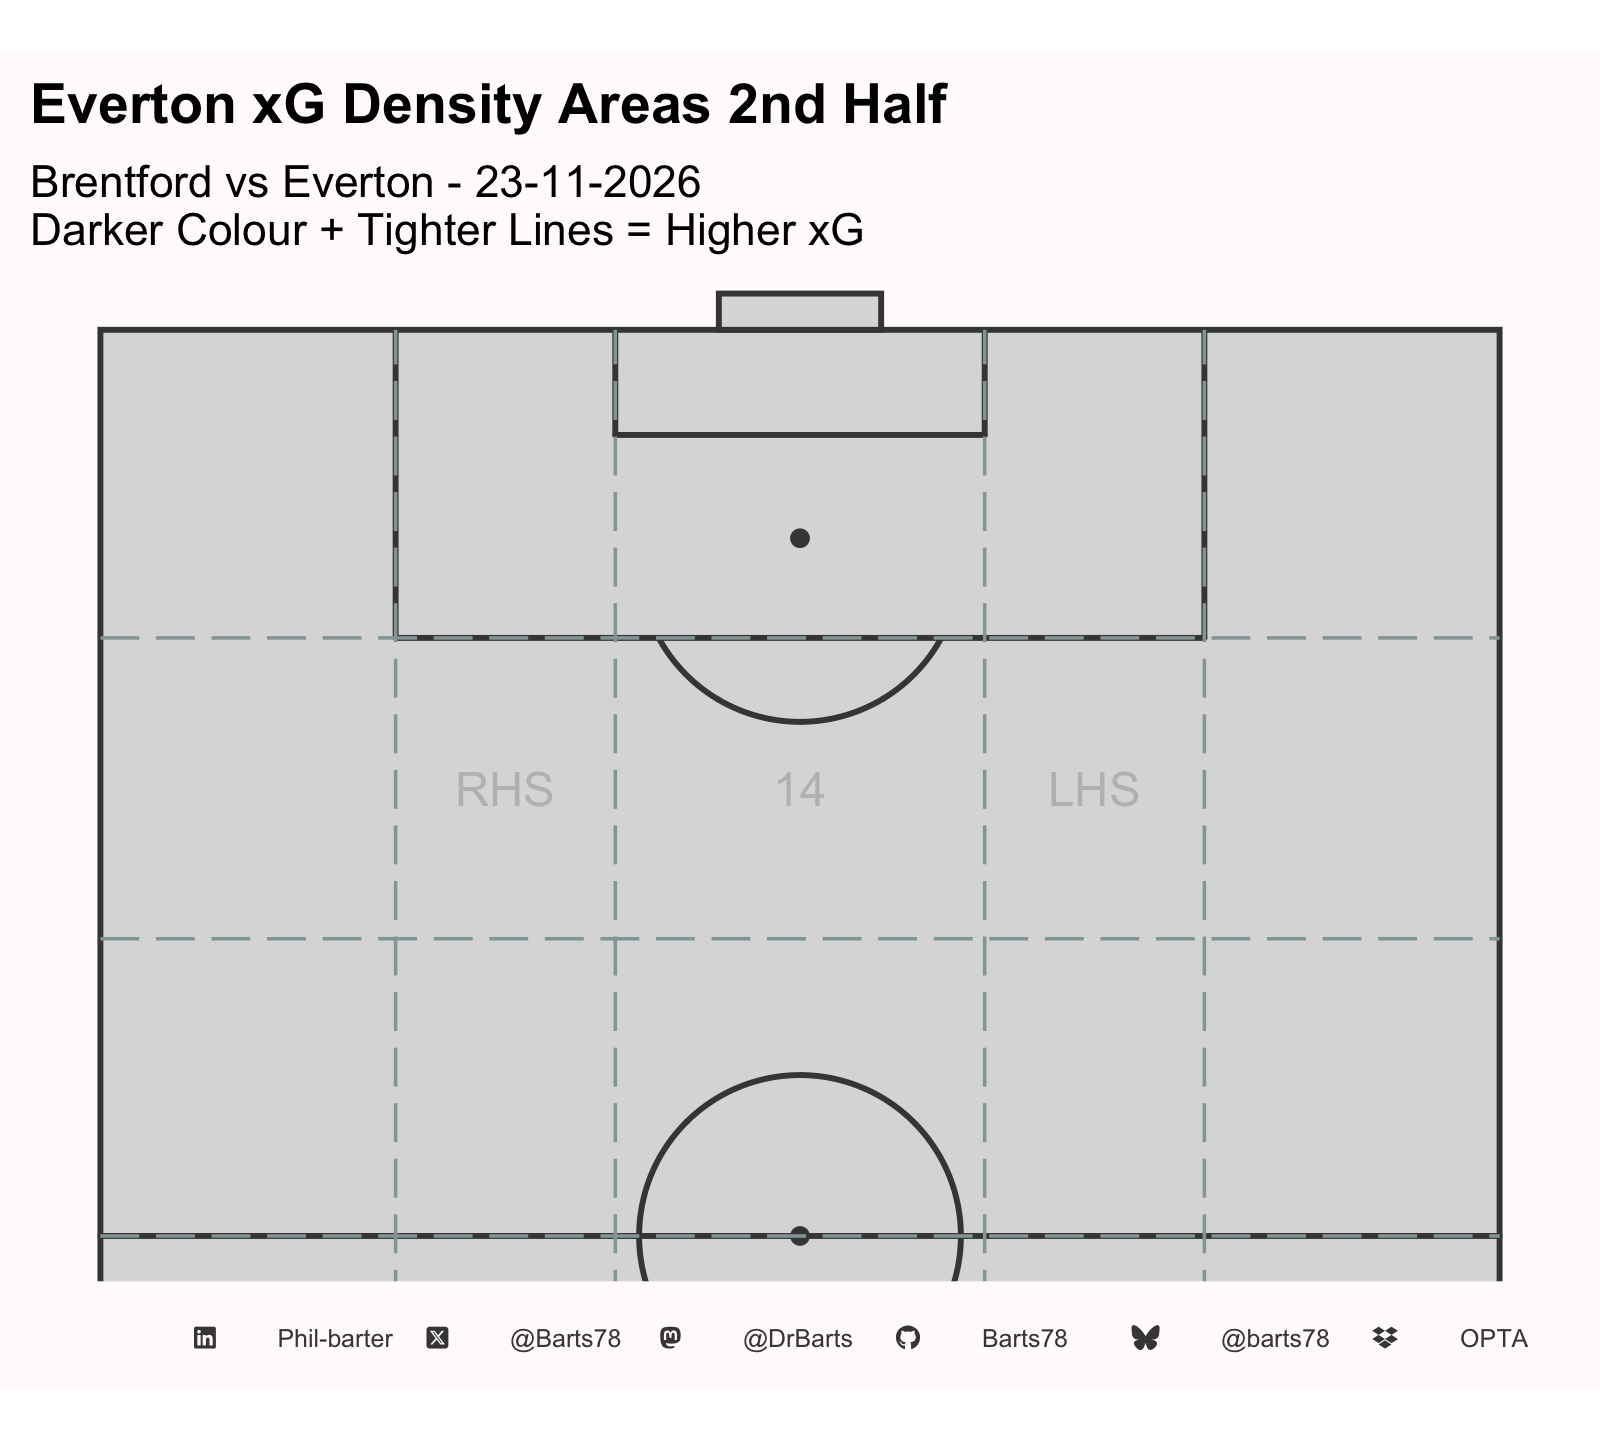 Everton xG Density Areas 2nd Half
Brentford vs Everton - 23-11-2026
Darker Colour + Tighter Lines = Higher xG
RHS 14 LHS
Phil-barter @Barts78 @DrBarts Barts78 @barts78 OPTA